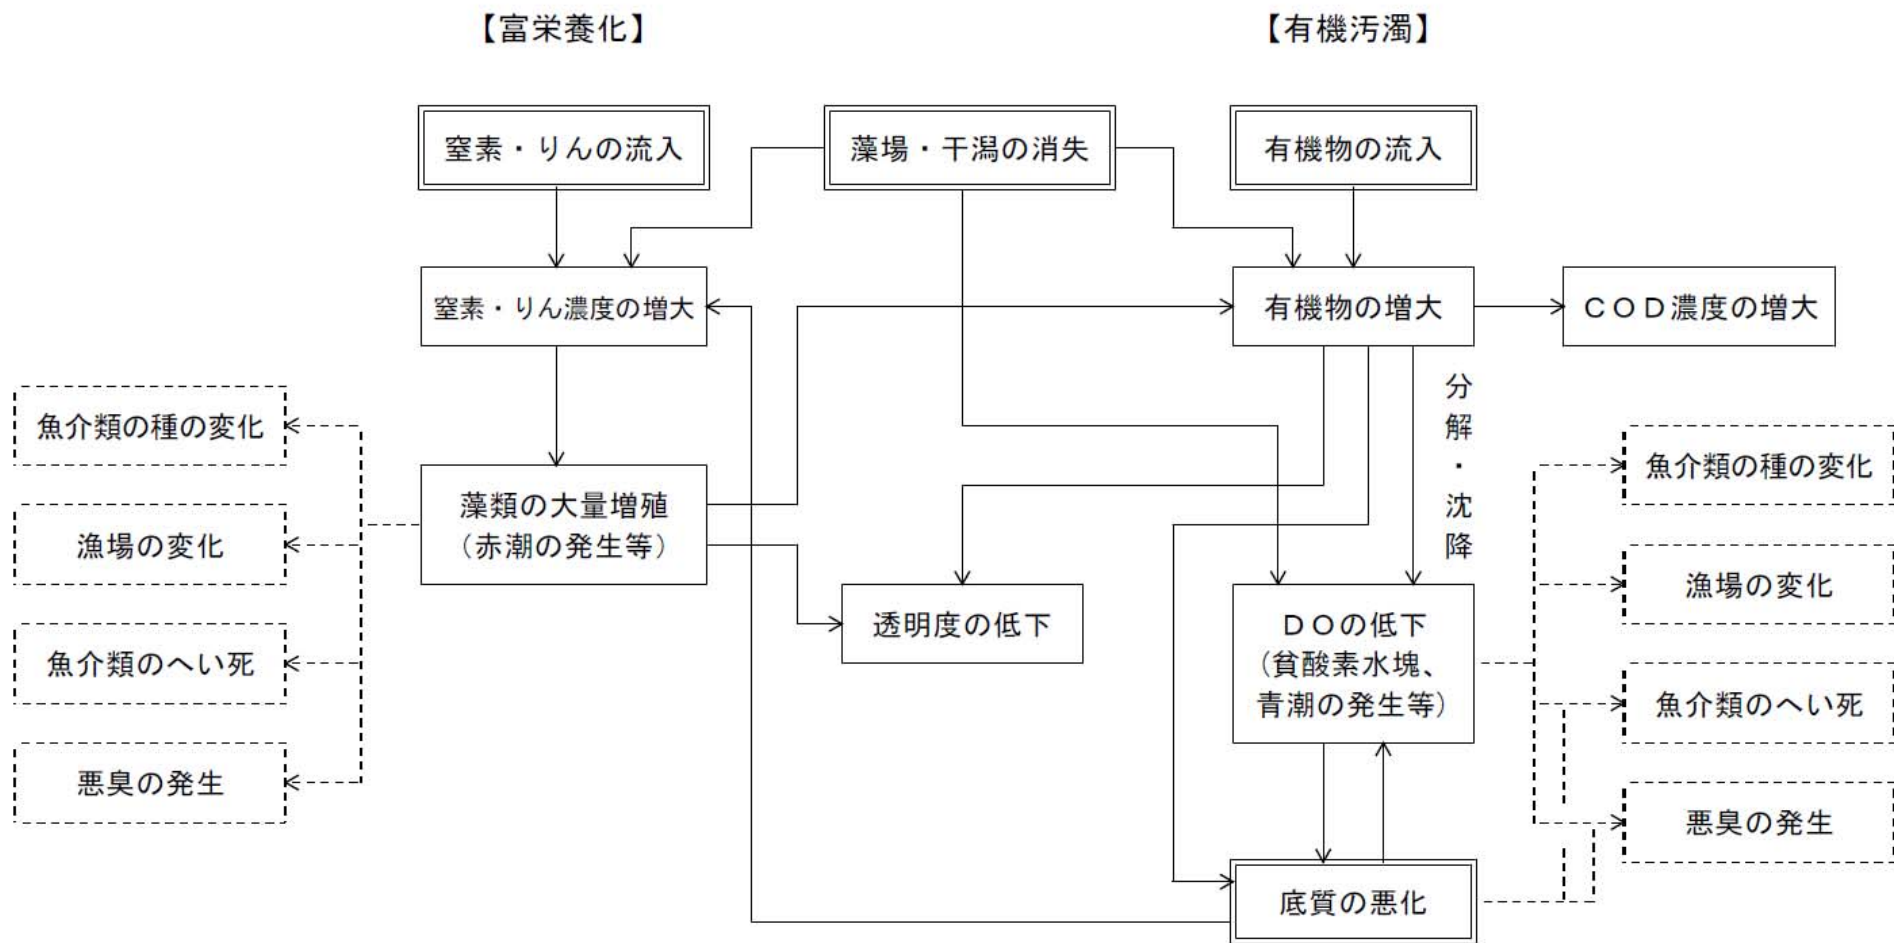 【富栄養化】
【有機汚濁】
窒素・りんの流入
藻場・干潟の消失
有機物の流入
窒素・りん濃度の増大
有機物の増大
ＣＯＤ濃度の増大
分解・沈降
魚介類の種の変化
漁場の変化
魚介類のへい死
悪臭の発生
藻類の大量増殖
（赤潮の発生等）
透明度の低下
ＤＯの低下
（貧酸素水塊、
青潮の発生等）
魚介類の種の変化
漁場の変化
魚介類のへい死
悪臭の発生
底質の悪化